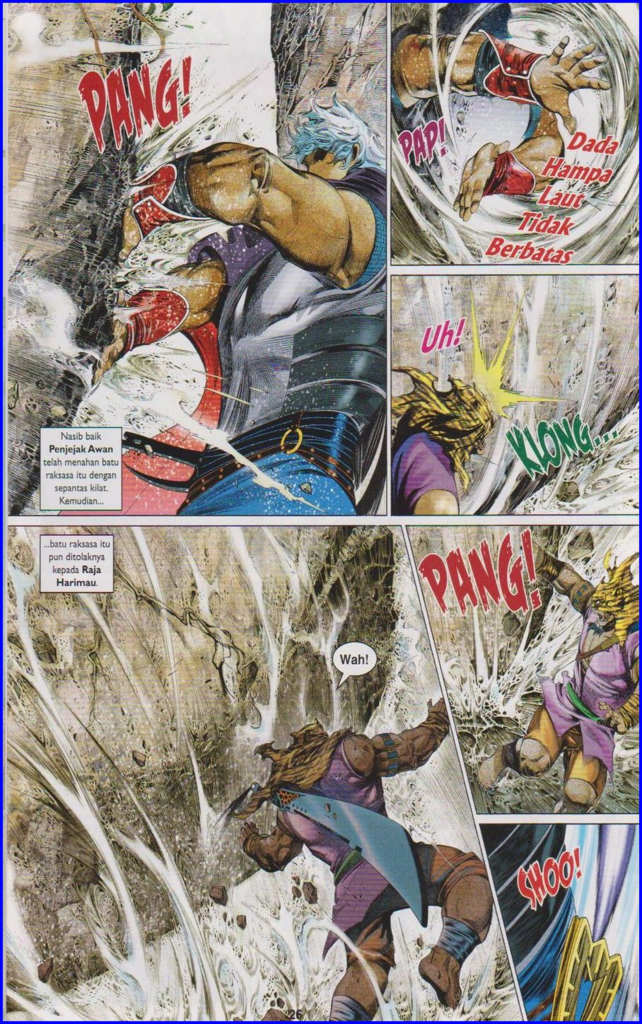 PANG!
Nasib baik
Penjejak Awan
telah menahan batu
raksasa itu dengan
sepantas kilat.
Kemudian...
PAP!
Dada
Hampa
Laut
Tidak
Berbatas
Uh!
KLONG...
...batu raksasa itu
pun ditolaknya
kepada Raja
Harimau.
Wah!
PANG!
SHOO!
26